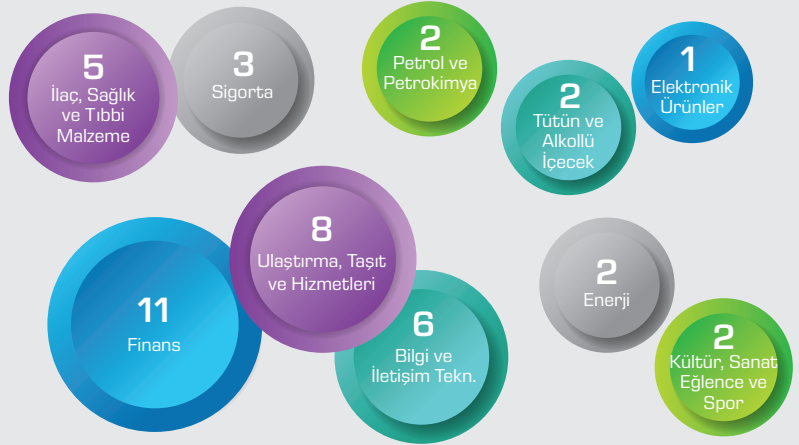 5
İlaç, Sağlık
ve Tıbbi
Malzeme
3
Sigorta
2
Petrol ve
Petrokimya
2
Tütün ve
Alkollü
İçecek
1
Elektronik
Ürünler
11
Finans
8
Ulaştırma, Taşıt
ve Hizmetleri
6
Bilgi ve
İletişim Tekn.
2
Enerji
2
Kültür, Sanat
Eğlence ve
Spor